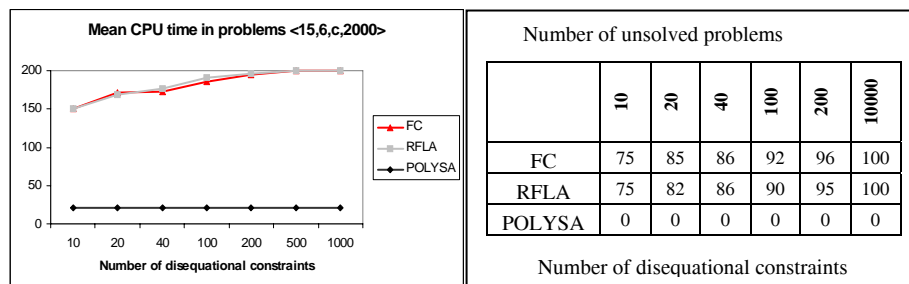 Mean CPU time in problems <15,6,c,2000>
200
150
100
50
0
10 20 40 100 200 500 1000
Number of disequational constraints
FC
RFLA
POLYSA
Number of unsolved problems
10 20 40 100 200 10000
FC 75 85 86 92 96 100
RFLA 75 82 86 90 95 100
POLYSA 0 0 0 0 0 0
Number of disequational constraints